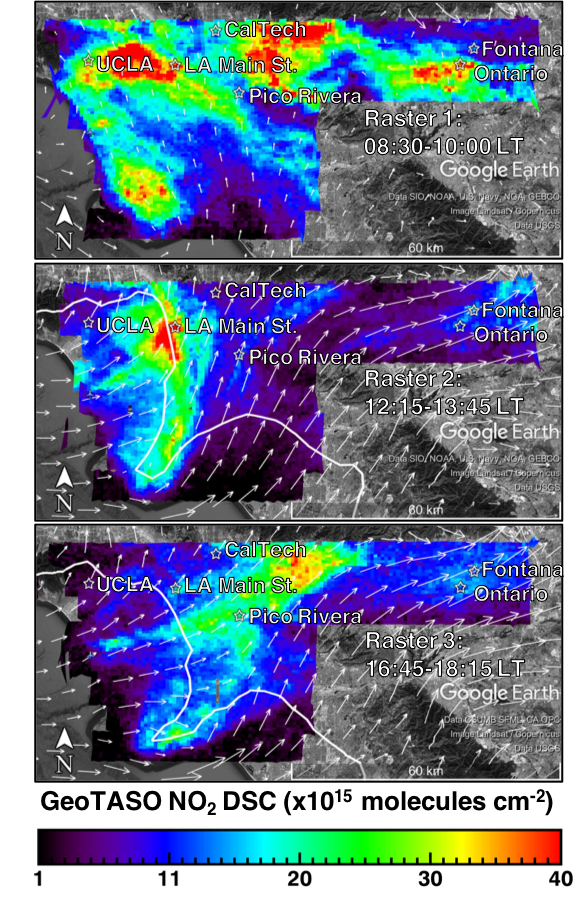 CalTech
Fontana
UCLA
LA Main St.
Ontario
Pico Rivera
Raster 1:
08:30-10:00 LT
Google Earth
Data SIO, NOAA, U.S. Navy, NGA, GEBCO
Image Landsat / Copernicus
Data USGS
N
60 km
CalTech
Fontana
UCLA
LA Main St.
Ontario
Pico Rivera
Raster 2:
12:15-13:45 LT
Google Earth
Data SIO, NOAA, U.S. Navy, NGA, GEBCO
Image Landsat / Copernicus
Data USGS
N
60 km
CalTech
Fontana
UCLA
LA Main St.
Ontario
Pico Rivera
Raster 3:
16:45-18:15 LT
Google Earth
Data CSUMB SFML, CA OPC
Image Landsat / Copernicus
Data USGS
N
60 km
GeoTASO NO₂ DSC (x10¹⁵ molecules cm⁻²)
1 11 20 30 40